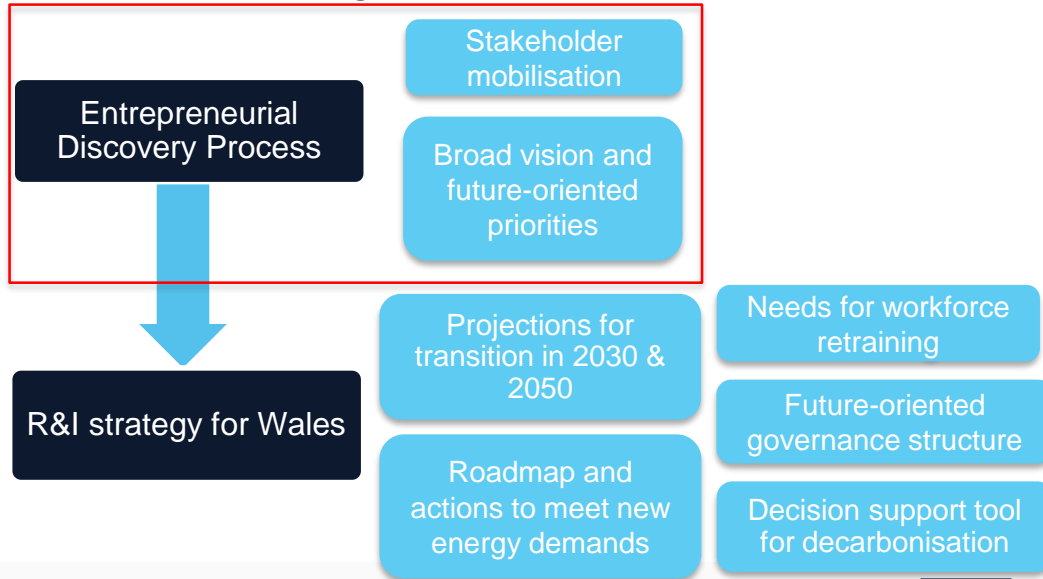 Entrepreneurial
Discovery Process
Stakeholder
mobilisation
Broad vision and
future-oriented
priorities
R&I strategy for Wales
Projections for
transition in 2030 &
2050
Roadmap and
actions to meet new
energy demands
Needs for workforce
retraining
Future-oriented
governance structure
Decision support tool
for decarbonisation